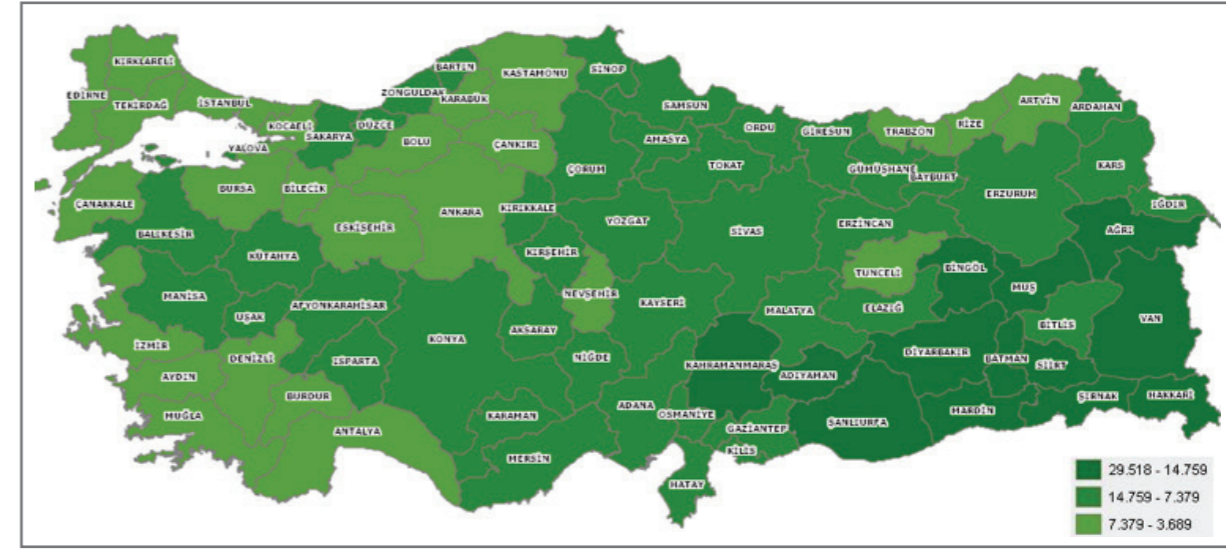 KIRKLARELİ
EDİRNE
TEKİRDAĞ
İSTANBUL
KOCAELİ
YALOVA
SAKARYA
DÜZCE
ZONGULDAK
BARTIN
KARABÜK
KASTAMONU
SİNOP
SAMSUN
ORDU
GİRESUN
TRABZON
RİZE
ARTVİN
ARDAHAN
BOLU
ÇANKIRI
ÇORUM
AMASYA
TOKAT
GÜMÜŞHANE
BAYBURT
ERZURUM
KARS
IĞDIR
ÇANAKKALE
BURSA
BİLECİK
ESKİŞEHİR
ANKARA
KIRIKKALE
YOZGAT
SİVAS
ERZİNCAN
AĞRI
BALIKESİR
KÜTAHYA
KIRŞEHİR
TUNCELİ
BİNGÖL
MUŞ
MANİSA
UŞAK
AFYONKARAHİSAR
NEVŞEHİR
KAYSERİ
MALATYA
ELAZIĞ
BİTLİS
VAN
İZMİR
DENİZLİ
ISPARTA
KONYA
AKSARAY
NİĞDE
KAHRAMANMARAŞ
ADIYAMAN
DİYARBAKIR
BATMAN
SİİRT
AYDIN
BURDUR
ŞIRNAK
HAKKARİ
MUĞLA
ANTALYA
KARAMAN
ADANA
OSMANİYE
GAZİANTEP
ŞANLIURFA
MARDİN
MERSİN
KİLİS
HATAY
29.518 - 14.759
14.759 - 7.379
7.379 - 3.689